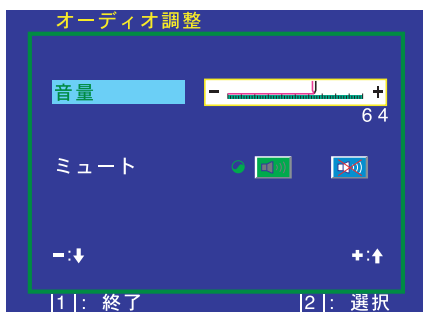 オーディオ調整
音量 - +
64
ミュート
-:↓ +:↑
|1|: 終了 |2|: 選択